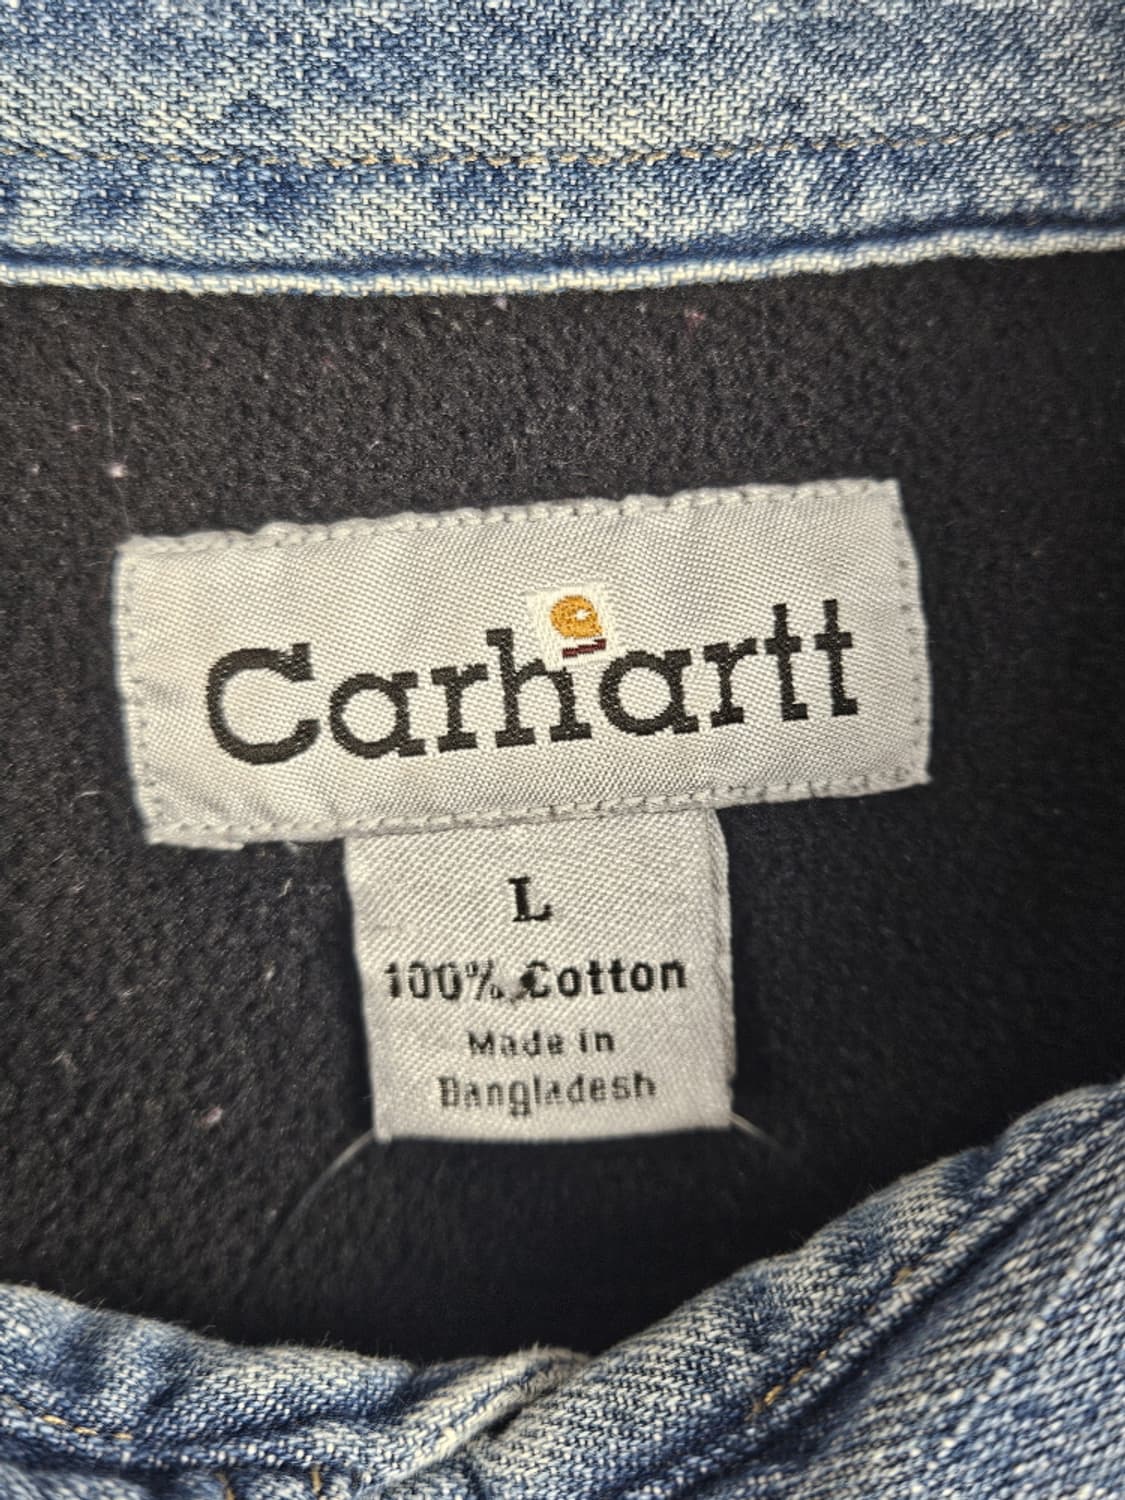 Carhartt
L
100% Cotton
Made in
Bangladesh